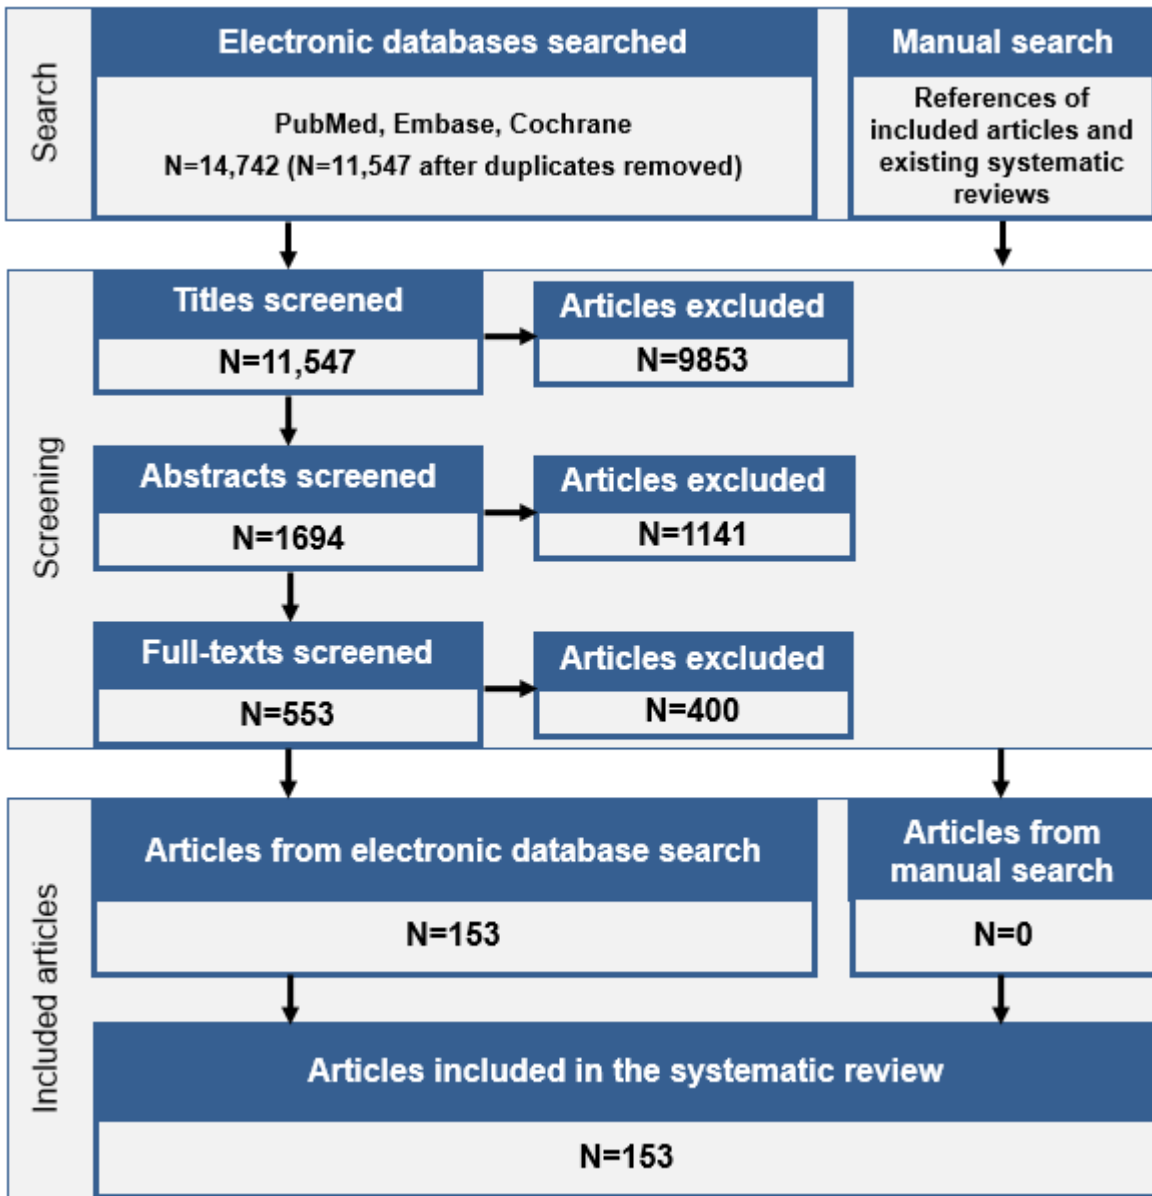 Search
Electronic databases searched
PubMed, Embase, Cochrane
N=14,742 (N=11,547 after duplicates removed)
Manual search
References of
included articles and
existing systematic
reviews
Screening
Titles screened
N=11,547
Articles excluded
N=9853
Abstracts screened
N=1694
Articles excluded
N=1141
Full-texts screened
N=553
Articles excluded
N=400
Included articles
Articles from electronic database search
N=153
Articles from
manual search
N=0
Articles included in the systematic review
N=153